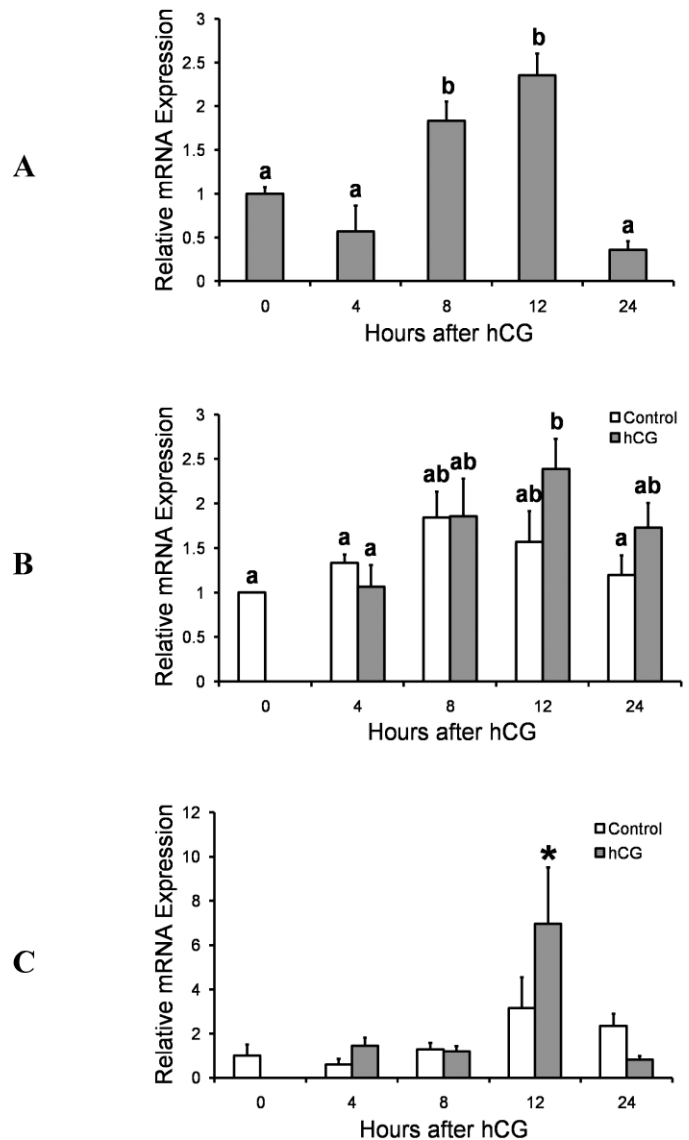 A
Relative mRNA Expression
3
2.5
2
1.5
1
0.5
0
a
a
b
b
a
0 4 8 12 24
Hours after hCG
B
Relative mRNA Expression
3
2.5
2
1.5
1
0.5
0
Control
hCG
a
a a
ab ab
ab b
a ab
0 4 8 12 24
Hours after hCG
C
Relative mRNA Expression
12
10
8
6
4
2
0
Control
hCG
*
0 4 8 12 24
Hours after hCG